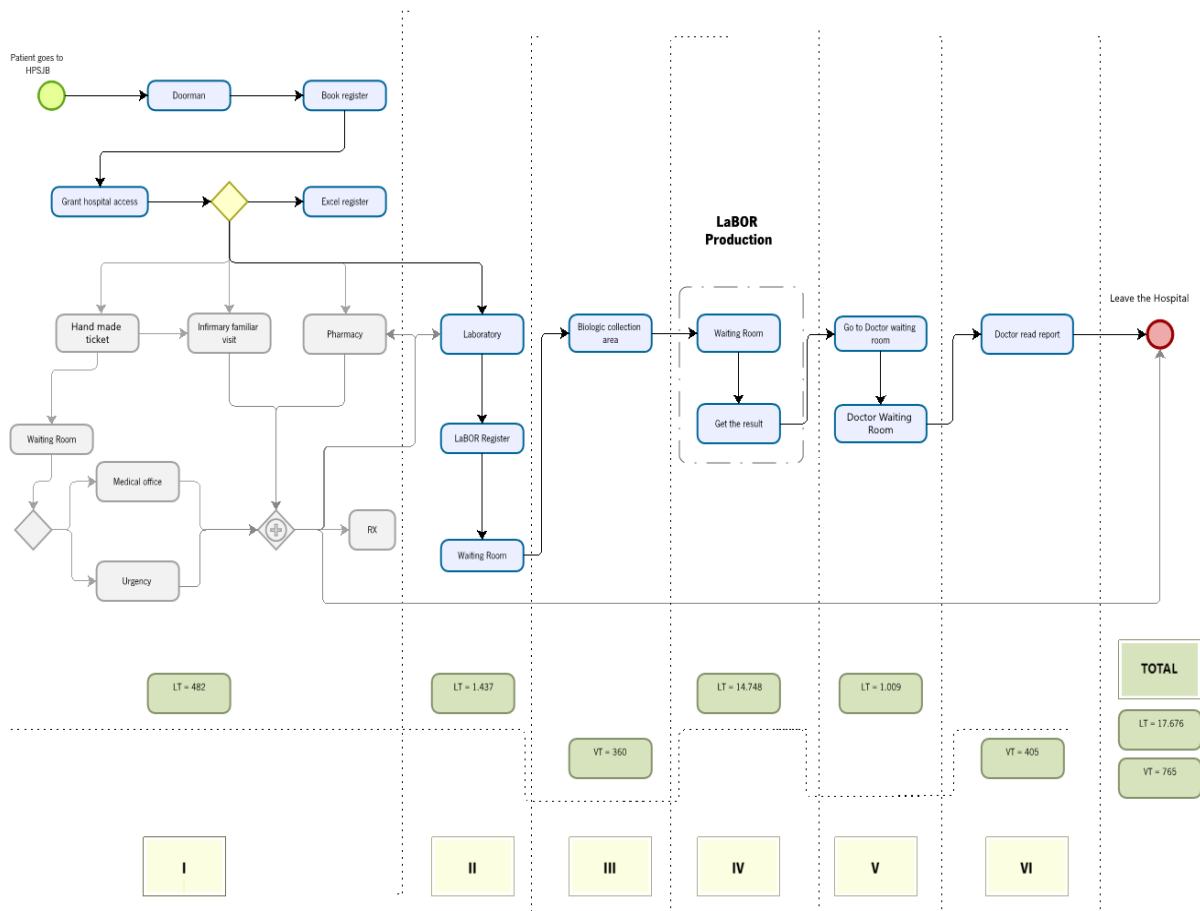 Patient goes to
HPSJB
Doorman
Book register
Grant hospital access
Excel register
LaBOR
Production
Hand made
ticket
Infirmary familiar
visit
Pharmacy
Laboratory
Biologic collection
area
Waiting Room
Go to Doctor waiting
room
Doctor read report
Leave the Hospital
Waiting Room
LaBOR Register
Get the result
Doctor Waiting
Room
Medical office
RX
Waiting Room
Urgency
TOTAL
LT = 482
LT = 1.437
LT = 14.748
LT = 1.009
LT = 17.676
VT = 360
VT = 405
VT = 765
I
II
III
IV
V
VI